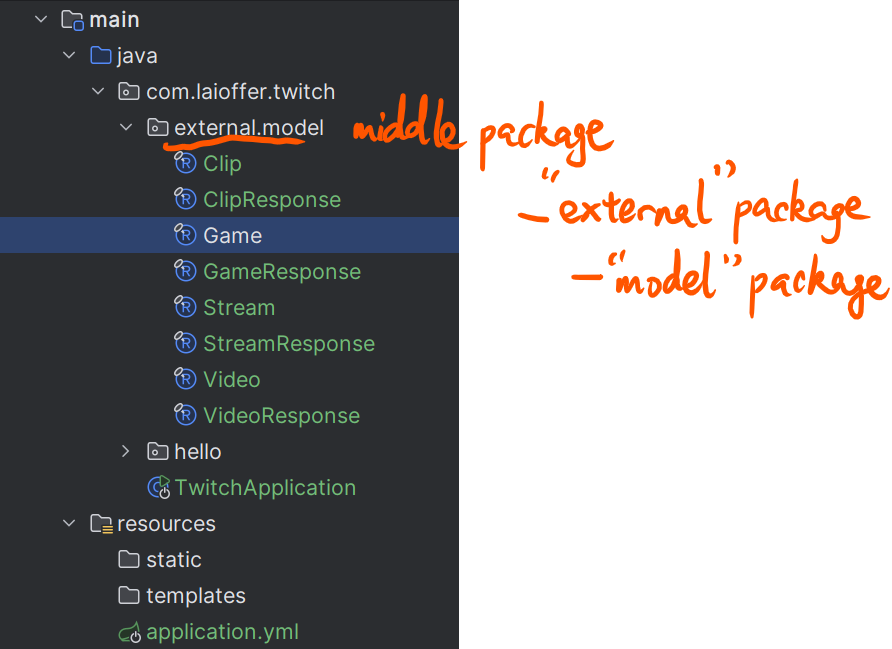 main
java
com.laioffer.twitch
external.model middle package
Clip
ClipResponse
– "external" package
Game
GameResponse
– "model" package
Stream
StreamResponse
Video
VideoResponse
hello
TwitchApplication
resources
static
templates
application.yml